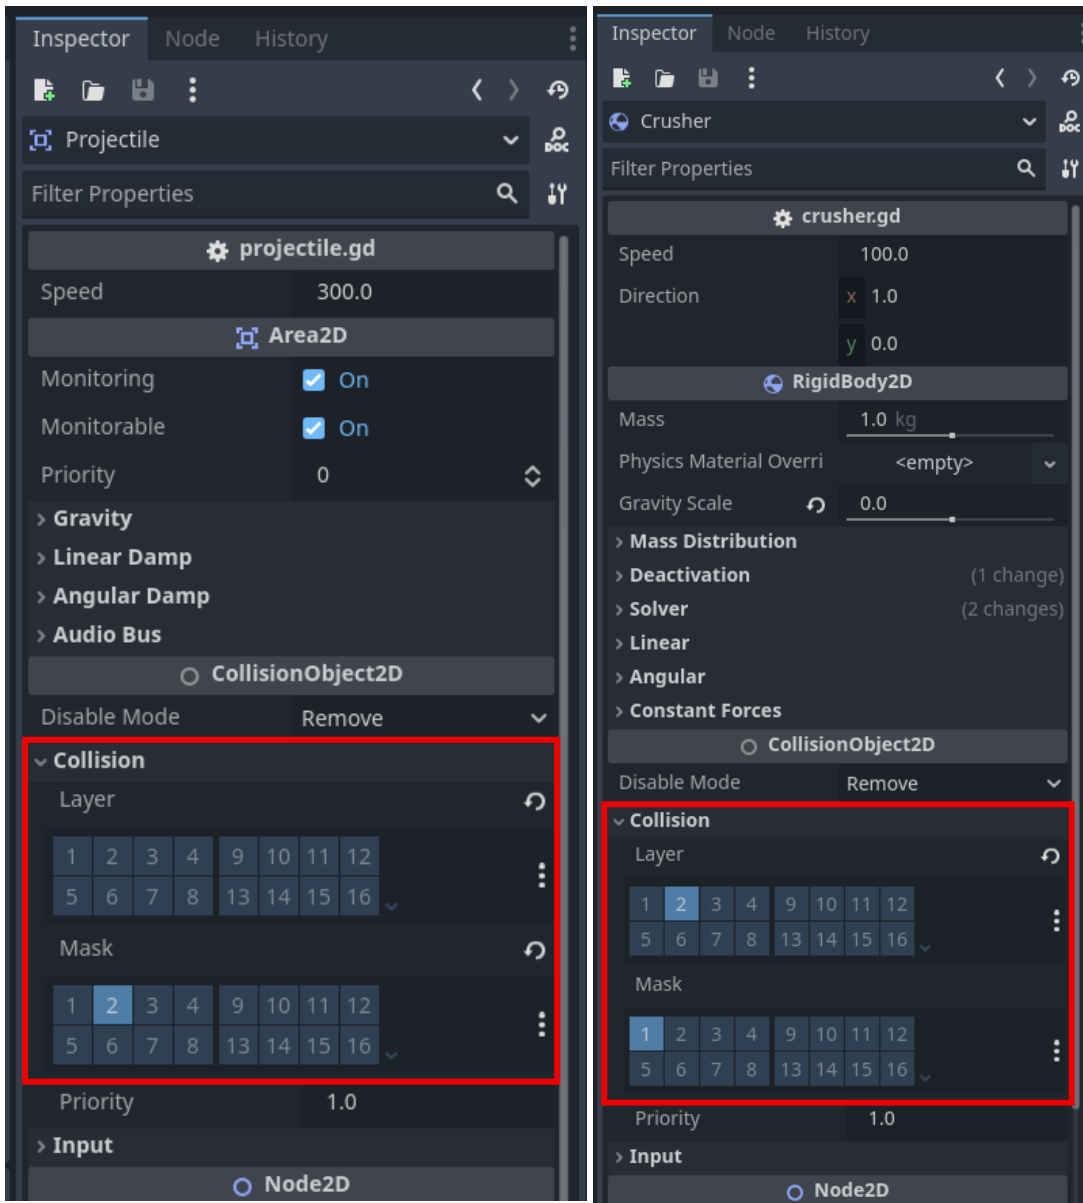 Inspector Node History
Projectile
DOC
Filter Properties
projectile.gd
Speed 300.0
Area2D
Monitoring On
Monitorable On
Priority 0
Gravity
Linear Damp
Angular Damp
Audio Bus
CollisionObject2D
Disable Mode Remove
Collision
Layer
1 2 3 4 9 10 11 12
5 6 7 8 13 14 15 16
Mask
1 2 3 4 9 10 11 12
5 6 7 8 13 14 15 16
Priority 1.0
Input
Node2D
Inspector Node History
Crusher
DOC
Filter Properties
crusher.gd
Speed 100.0
Direction x 1.0
y 0.0
RigidBody2D
Mass 1.0 kg
Physics Material Overri <empty>
Gravity Scale 0.0
Mass Distribution
Deactivation (1 change)
Solver (2 changes)
Linear
Angular
Constant Forces
CollisionObject2D
Disable Mode Remove
Collision
Layer
1 2 3 4 9 10 11 12
5 6 7 8 13 14 15 16
Mask
1 2 3 4 9 10 11 12
5 6 7 8 13 14 15 16
Priority 1.0
Input
Node2D